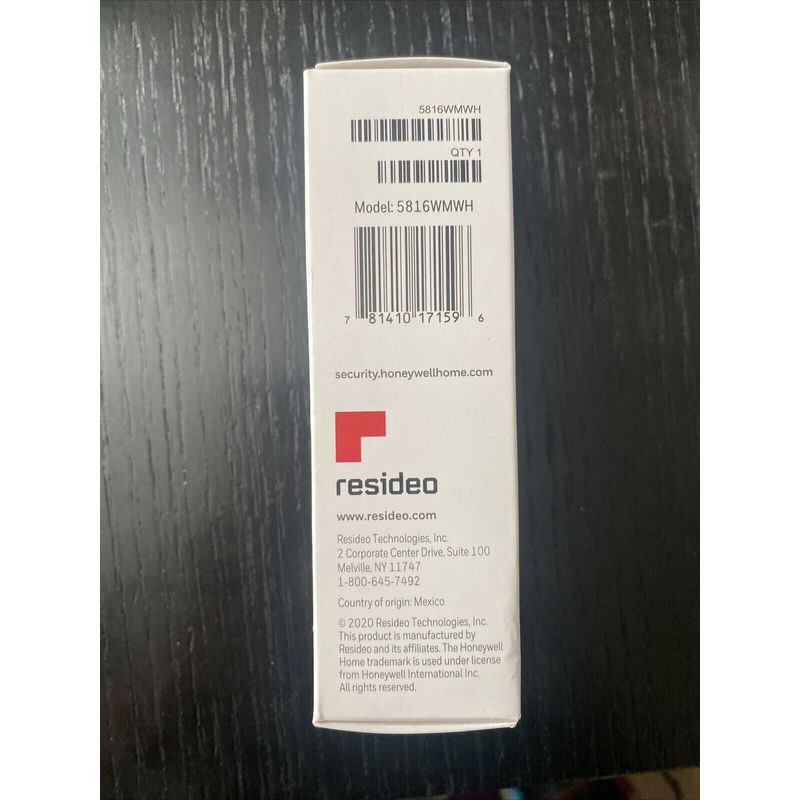 5816WMWH
QTY 1
Model: 5816WMWH
7 81410 17159 6
security.honeywellhome.com
resideo
www.resideo.com
Resideo Technologies, Inc.
2 Corporate Center Drive, Suite 100
Melville, NY 11747
1-800-645-7492
Country of origin: Mexico
© 2020 Resideo Technologies, Inc.
This product is manufactured by
Resideo and its affiliates. The Honeywell
Home trademark is used under license
from Honeywell International Inc.
All rights reserved.